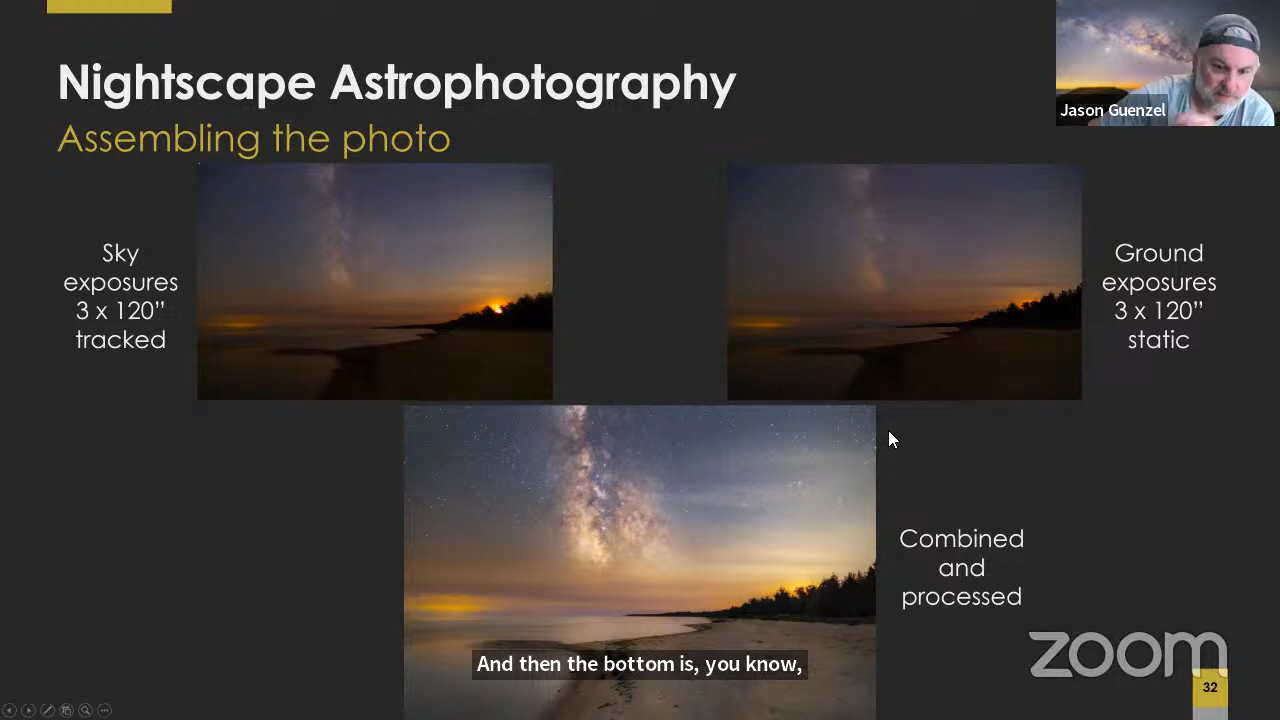 Nightscape Astrophotography
Assembling the photo
Jason Guenzel
Sky
exposures
3 x 120”
tracked
Ground
exposures
3 x 120”
static
Combined
and
processed
And then the bottom is, you know,
zoom
32